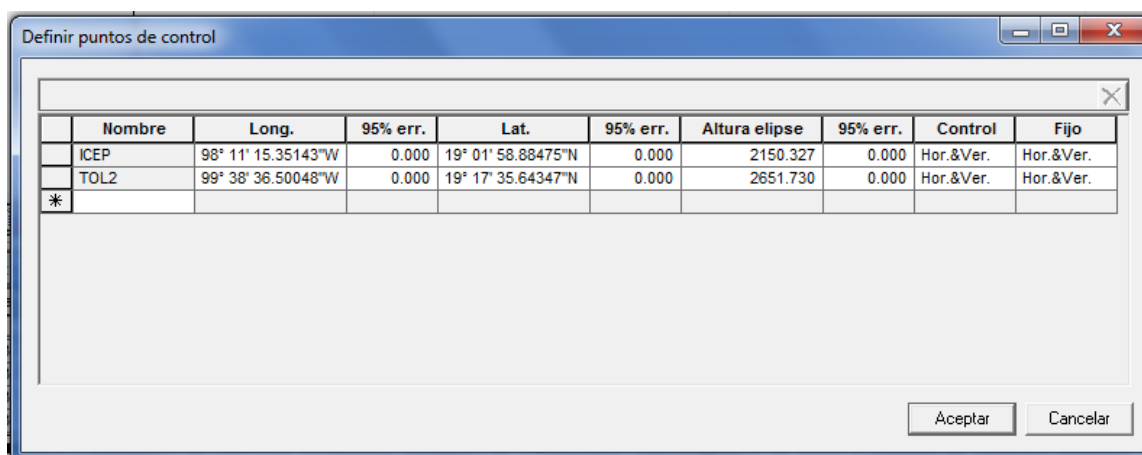 Definir puntos de control
Nombre Long. 95% err. Lat. 95% err. Altura elipse 95% err. Control Fijo
ICEP 98° 11' 15.35143"W 0.000 19° 01' 58.88475"N 0.000 2150.327 0.000 Hor.&Ver. Hor.&Ver.
TOL2 99° 38' 36.50048"W 0.000 19° 17' 35.64347"N 0.000 2651.730 0.000 Hor.&Ver. Hor.&Ver.
Aceptar Cancelar